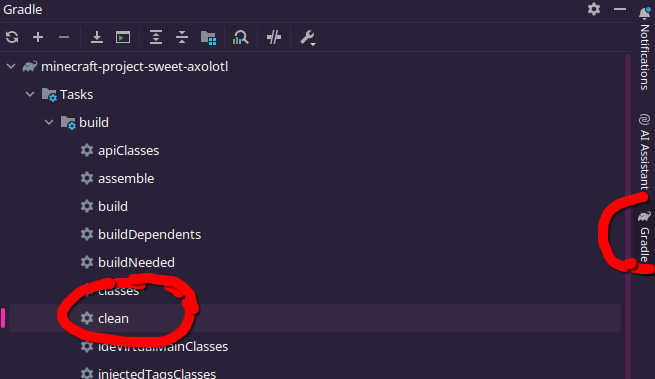 Gradle
minecraft-project-sweet-axolotl
Tasks
build
apiClasses
assemble
build
buildDependents
buildNeeded
classes
clean
ideVirtualMainClasses
injectedTagsClasses
Notifications
AI Assistant
Gradle